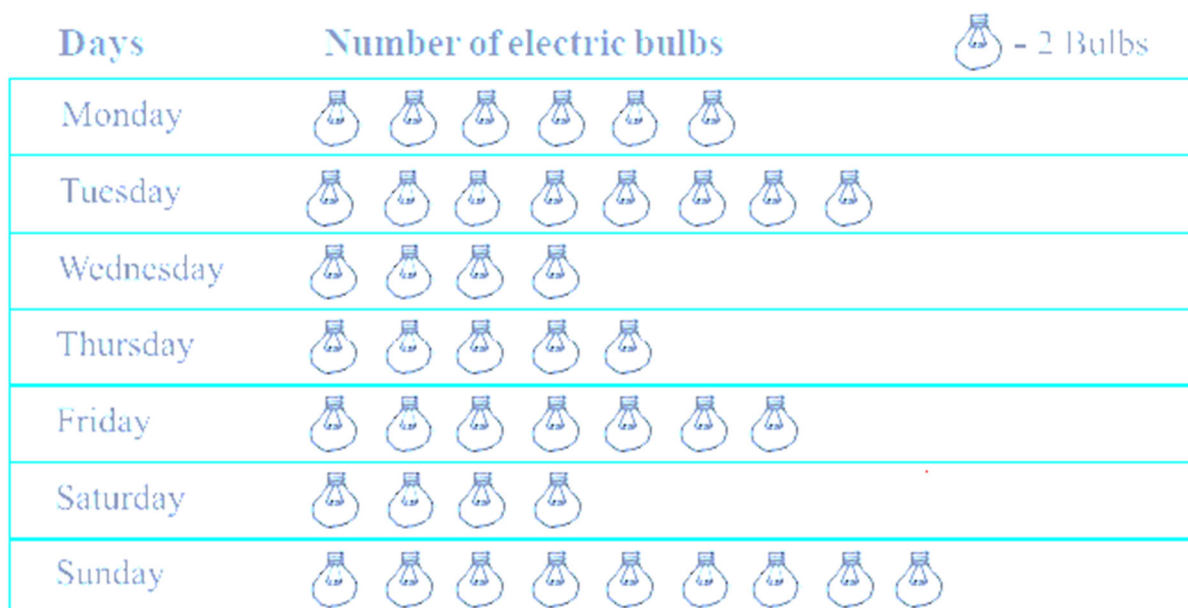 Days Number of electric bulbs - 2 Bulbs
Monday
Tuesday
Wednesday
Thursday
Friday
Saturday
Sunday